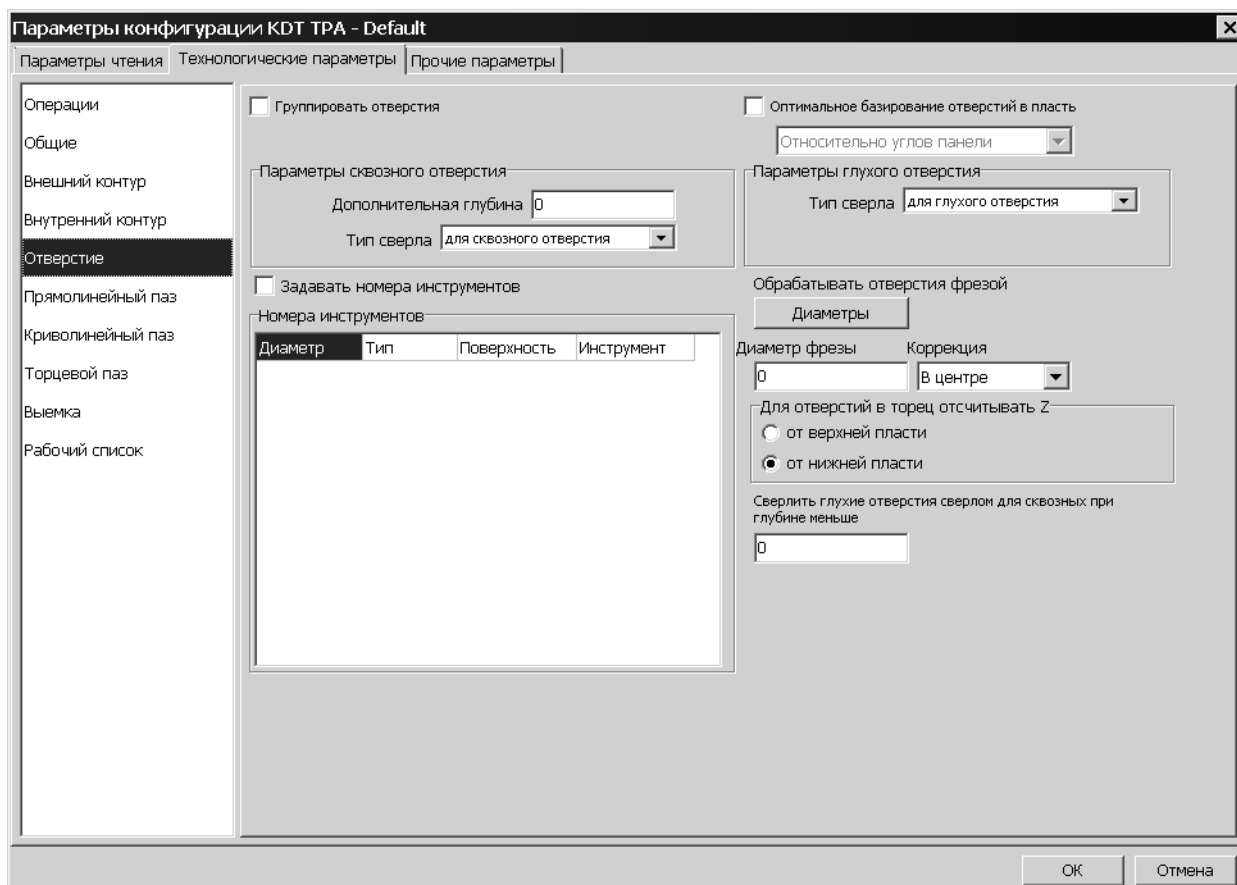 Параметры конфигурации KDT TPA - Default
Параметры чтения Технологические параметры Прочие параметры
Операции
Общие
Внешний контур
Внутренний контур
Отверстие
Прямолинейный паз
Криволинейный паз
Торцевой паз
Выемка
Рабочий список
Группировать отверстия
Оптимальное базирование отверстий в пласть
Относительно углов панели
Параметры сквозного отверстия
Дополнительная глубина 0
Тип сверла для сквозного отверстия
Параметры глухого отверстия
Тип сверла для глухого отверстия
Задавать номера инструментов
Номера инструментов
Диаметр Тип Поверхность Инструмент
Обрабатывать отверстия фрезой
Диаметры
Диаметр фрезы Коррекция
0 В центре
Для отверстий в торец отсчитывать Z
от верхней пласти
от нижней пласти
Сверлить глухие отверстия сверлом для сквозных при
глубине меньше
0
ОК Отмена